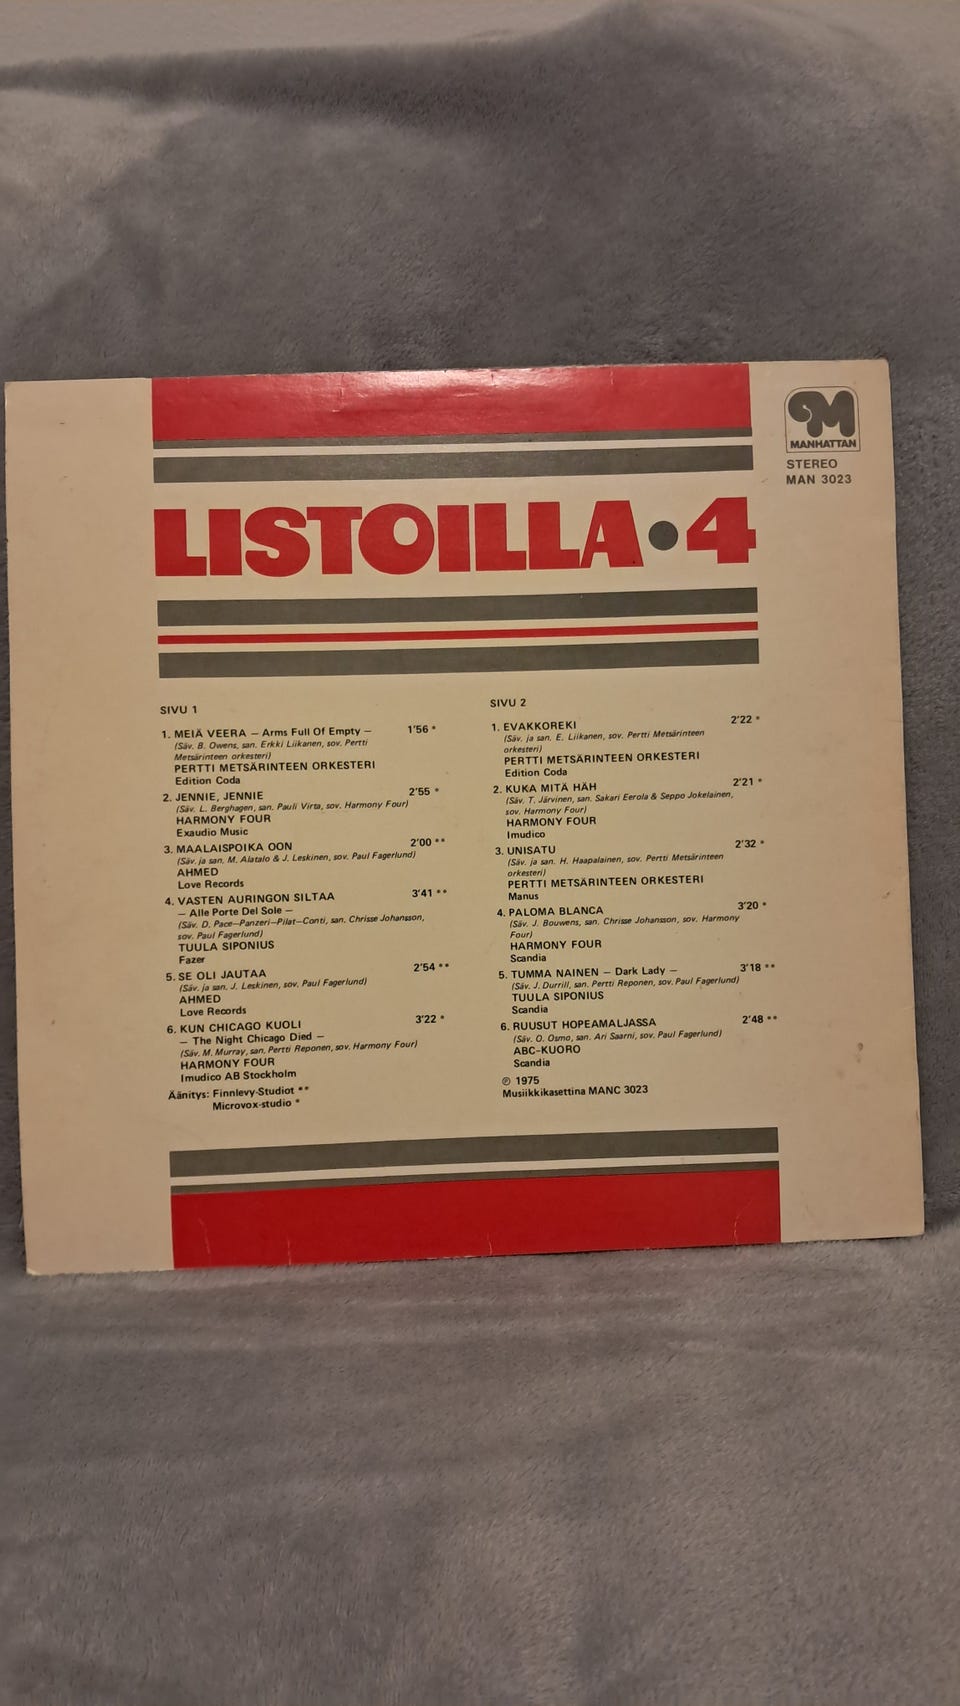 MANHATTAN
STEREO
MAN 3023
LISTOILLA•4
SIVU 1
1. MEIÄ VEERA – Arms Full Of Empty – 1'56 *
(Säv. B. Owens, san. Erkki Liikanen, sov. Pertti
Metsärinteen orkesteri)
PERTTI METSÄRINTEEN ORKESTERI
Edition Coda
2. JENNIE, JENNIE 2'55 *
(Säv. L. Berghagen, san. Pauli Virta, sov. Harmony Four)
HARMONY FOUR
Exaudio Music
3. MAALAISPOIKA OON 2'00 **
(Säv. ja san. M. Alatalo & J. Leskinen, sov. Paul Fagerlund)
AHMED
Love Records
4. VASTEN AURINGON SILTAA 3'41 **
– Alle Porte Del Sole –
(Säv. D. Pace–Panzeri–Pilat–Conti, san. Chrisse Johansson,
sov. Paul Fagerlund)
TUULA SIPONIUS
Fazer
5. SE OLI JAUTAA 2'54 **
(Säv. ja san. J. Leskinen, sov. Paul Fagerlund)
AHMED
Love Records
6. KUN CHICAGO KUOLI 3'22 *
– The Night Chicago Died –
(Säv. M. Murray, san. Pertti Reponen, sov. Harmony Four)
HARMONY FOUR
Imudico AB Stockholm
Äänitys: Finnlevy-Studiot **
Microvox-studio *
SIVU 2
1. EVAKKOREKI 2'22 *
(Säv. ja san. E. Liikanen, sov. Pertti Metsärinteen
orkesteri)
PERTTI METSÄRINTEEN ORKESTERI
Edition Coda
2. KUKA MITÄ HÄH 2'21 *
(Säv. T. Järvinen, san. Sakari Eerola & Seppo Jokelainen,
sov. Harmony Four)
HARMONY FOUR
Imudico
3. UNISATU 2'32 *
(Säv. ja san. H. Haapalainen, sov. Pertti Metsärinteen
orkesteri)
PERTTI METSÄRINTEEN ORKESTERI
Manus
4. PALOMA BLANCA 3'20 *
(Säv. J. Bouwens, san. Chrisse Johansson, sov. Harmony
Four)
HARMONY FOUR
Scandia
5. TUMMA NAINEN – Dark Lady – 3'18 **
(Säv. J. Durrill, san. Pertti Reponen, sov. Paul Fagerlund)
TUULA SIPONIUS
Scandia
6. RUUSUT HOPEAMALJASSA 2'48 **
(Säv. O. Osmo, san. Ari Saarni, sov. Paul Fagerlund)
ABC–KUORO
Scandia
℗ 1975
Musiikkikasettina MANC 3023